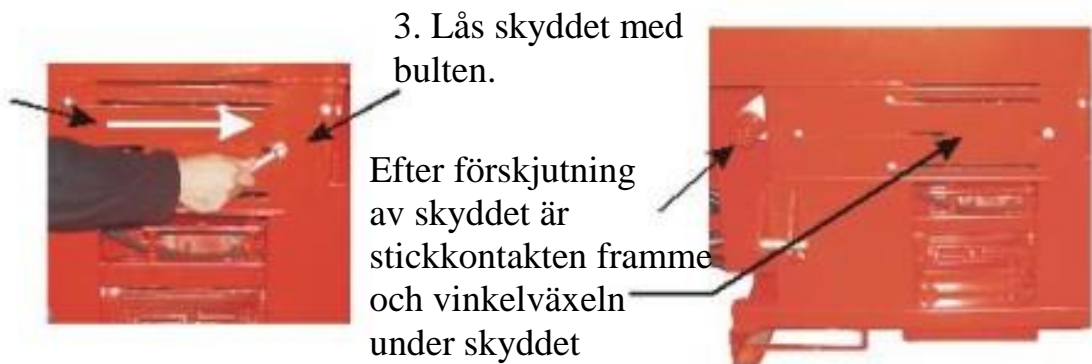 3. Lås skyddet med
bulten.
Efter förskjutning
av skyddet är
stickkontakten framme
och vinkelväxeln
under skyddet